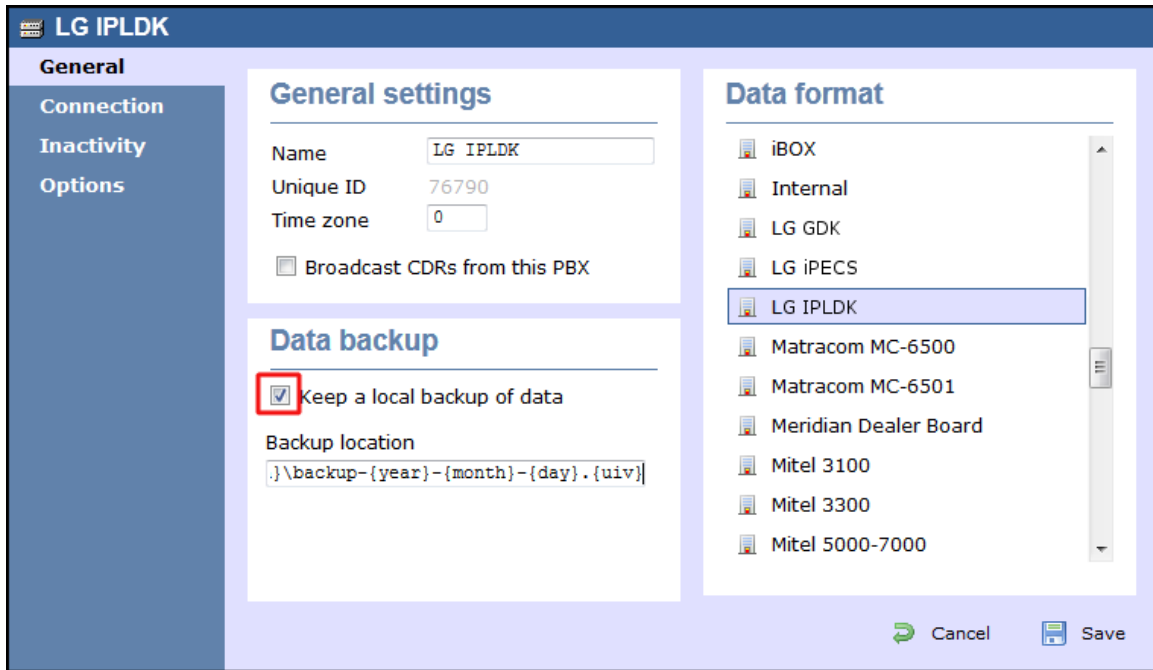 LG IPLDK
General
Connection
Inactivity
Options
General settings
Name LG IPLDK
Unique ID 76790
Time zone 0
Broadcast CDRs from this PBX
Data backup
Keep a local backup of data
Backup location
.}\backup-{year}-{month}-{day}.{uiv}
Data format
iBOX
Internal
LG GDK
LG iPECS
LG IPLDK
Matracom MC-6500
Matracom MC-6501
Meridian Dealer Board
Mitel 3100
Mitel 3300
Mitel 5000-7000
Cancel Save